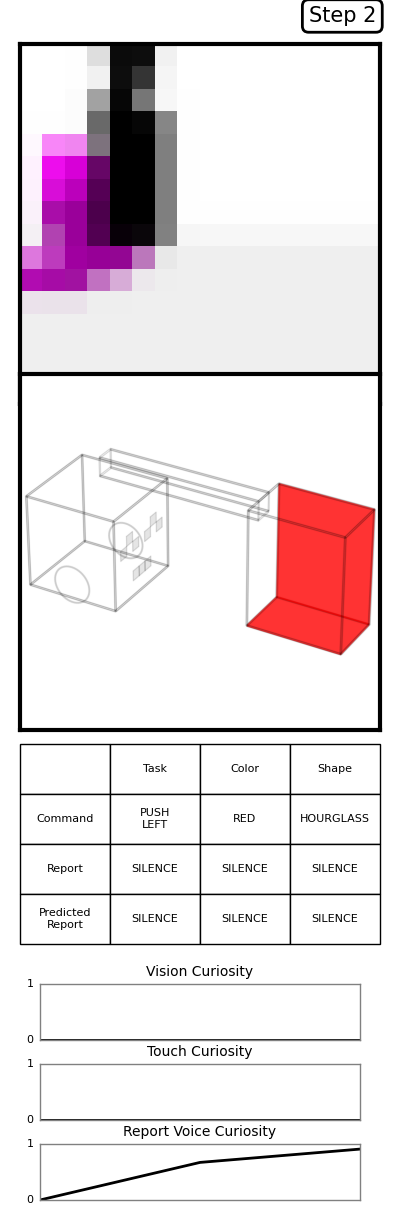 Step 2
Task Color Shape
Command PUSH LEFT RED HOURGLASS
Report SILENCE SILENCE SILENCE
Predicted Report SILENCE SILENCE SILENCE
Vision Curiosity
1
0
Touch Curiosity
1
0
Report Voice Curiosity
1
0